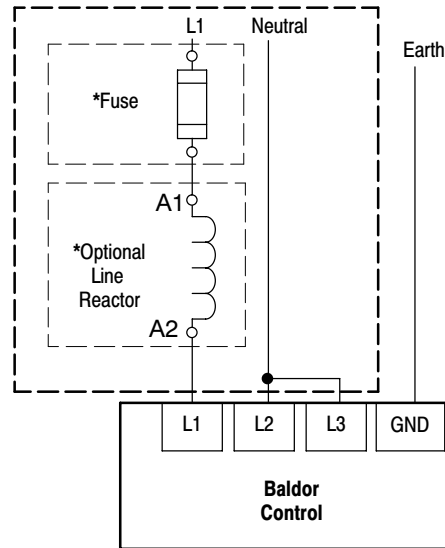 L1
Neutral
Earth
*Fuse
A1
*Optional
Line
Reactor
A2
L1
L2
L3
GND
Baldor
Control